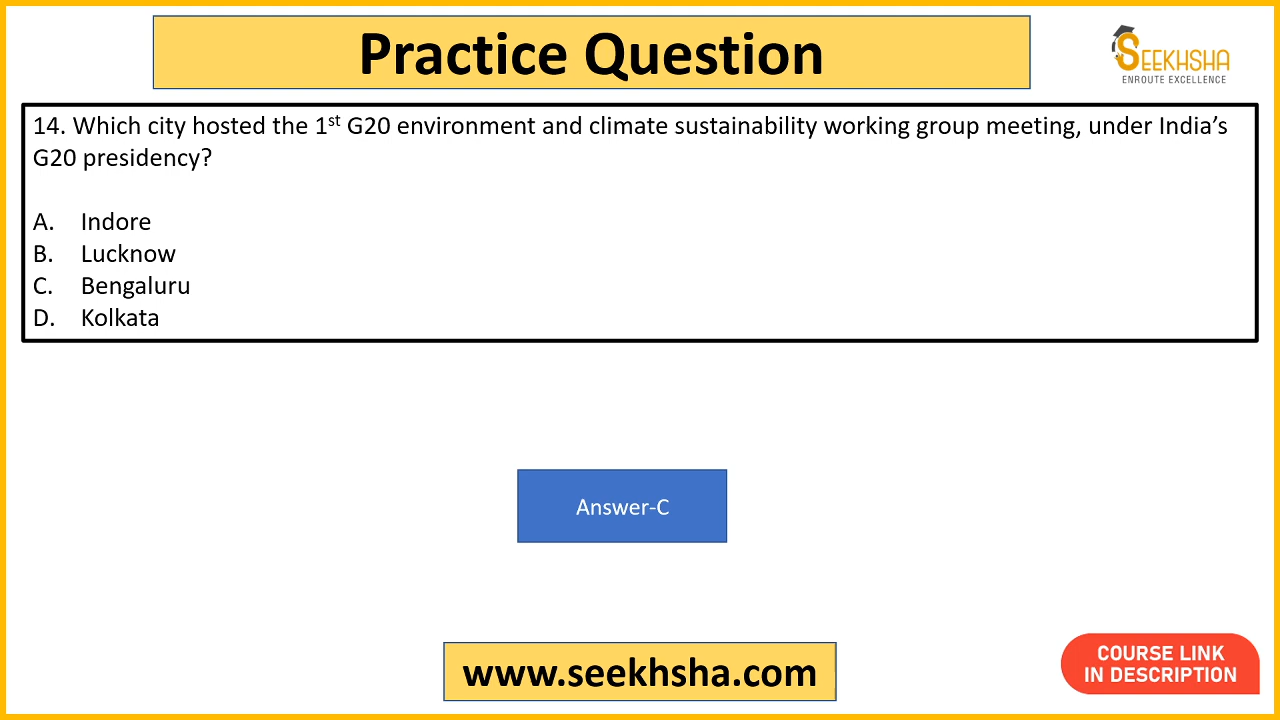 Practice Question
SEEKHSHA
ENROUTE EXCELLENCE
14. Which city hosted the 1st G20 environment and climate sustainability working group meeting, under India’s
G20 presidency?
A. Indore
B. Lucknow
C. Bengaluru
D. Kolkata
Answer-C
www.seekhsha.com
COURSE LINK
IN DESCRIPTION